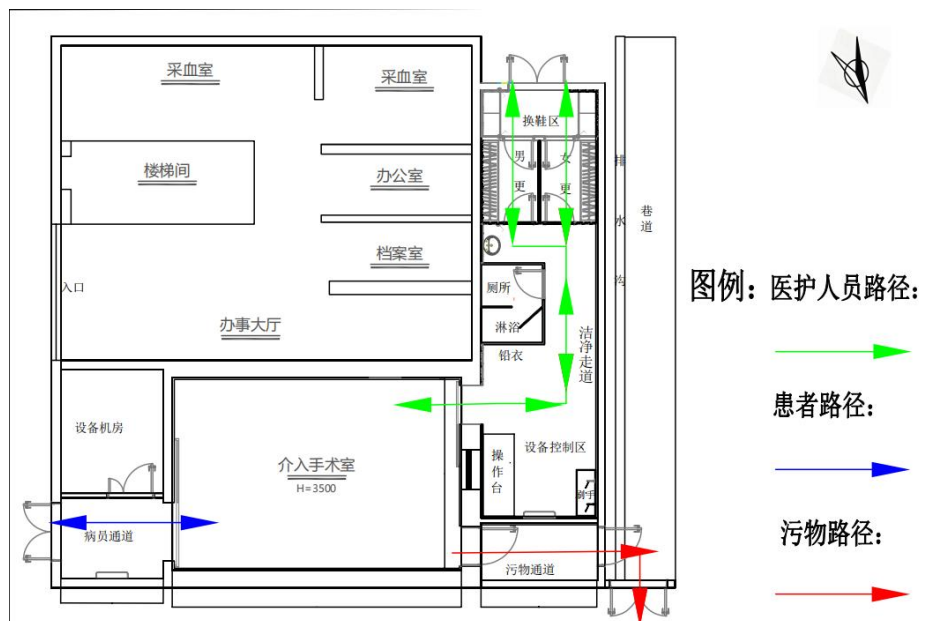 采血室
采血室
换鞋区
男更
女更
楼梯间
办公室
排水沟
巷道
档案室
入口
厕所
图例：医护人员路径：
办事大厅
淋浴
洁净走道
铅衣
患者路径：
设备机房
设备控制区
操作台
介入手术室
H=3500
病员通道
污物通道
污物路径：